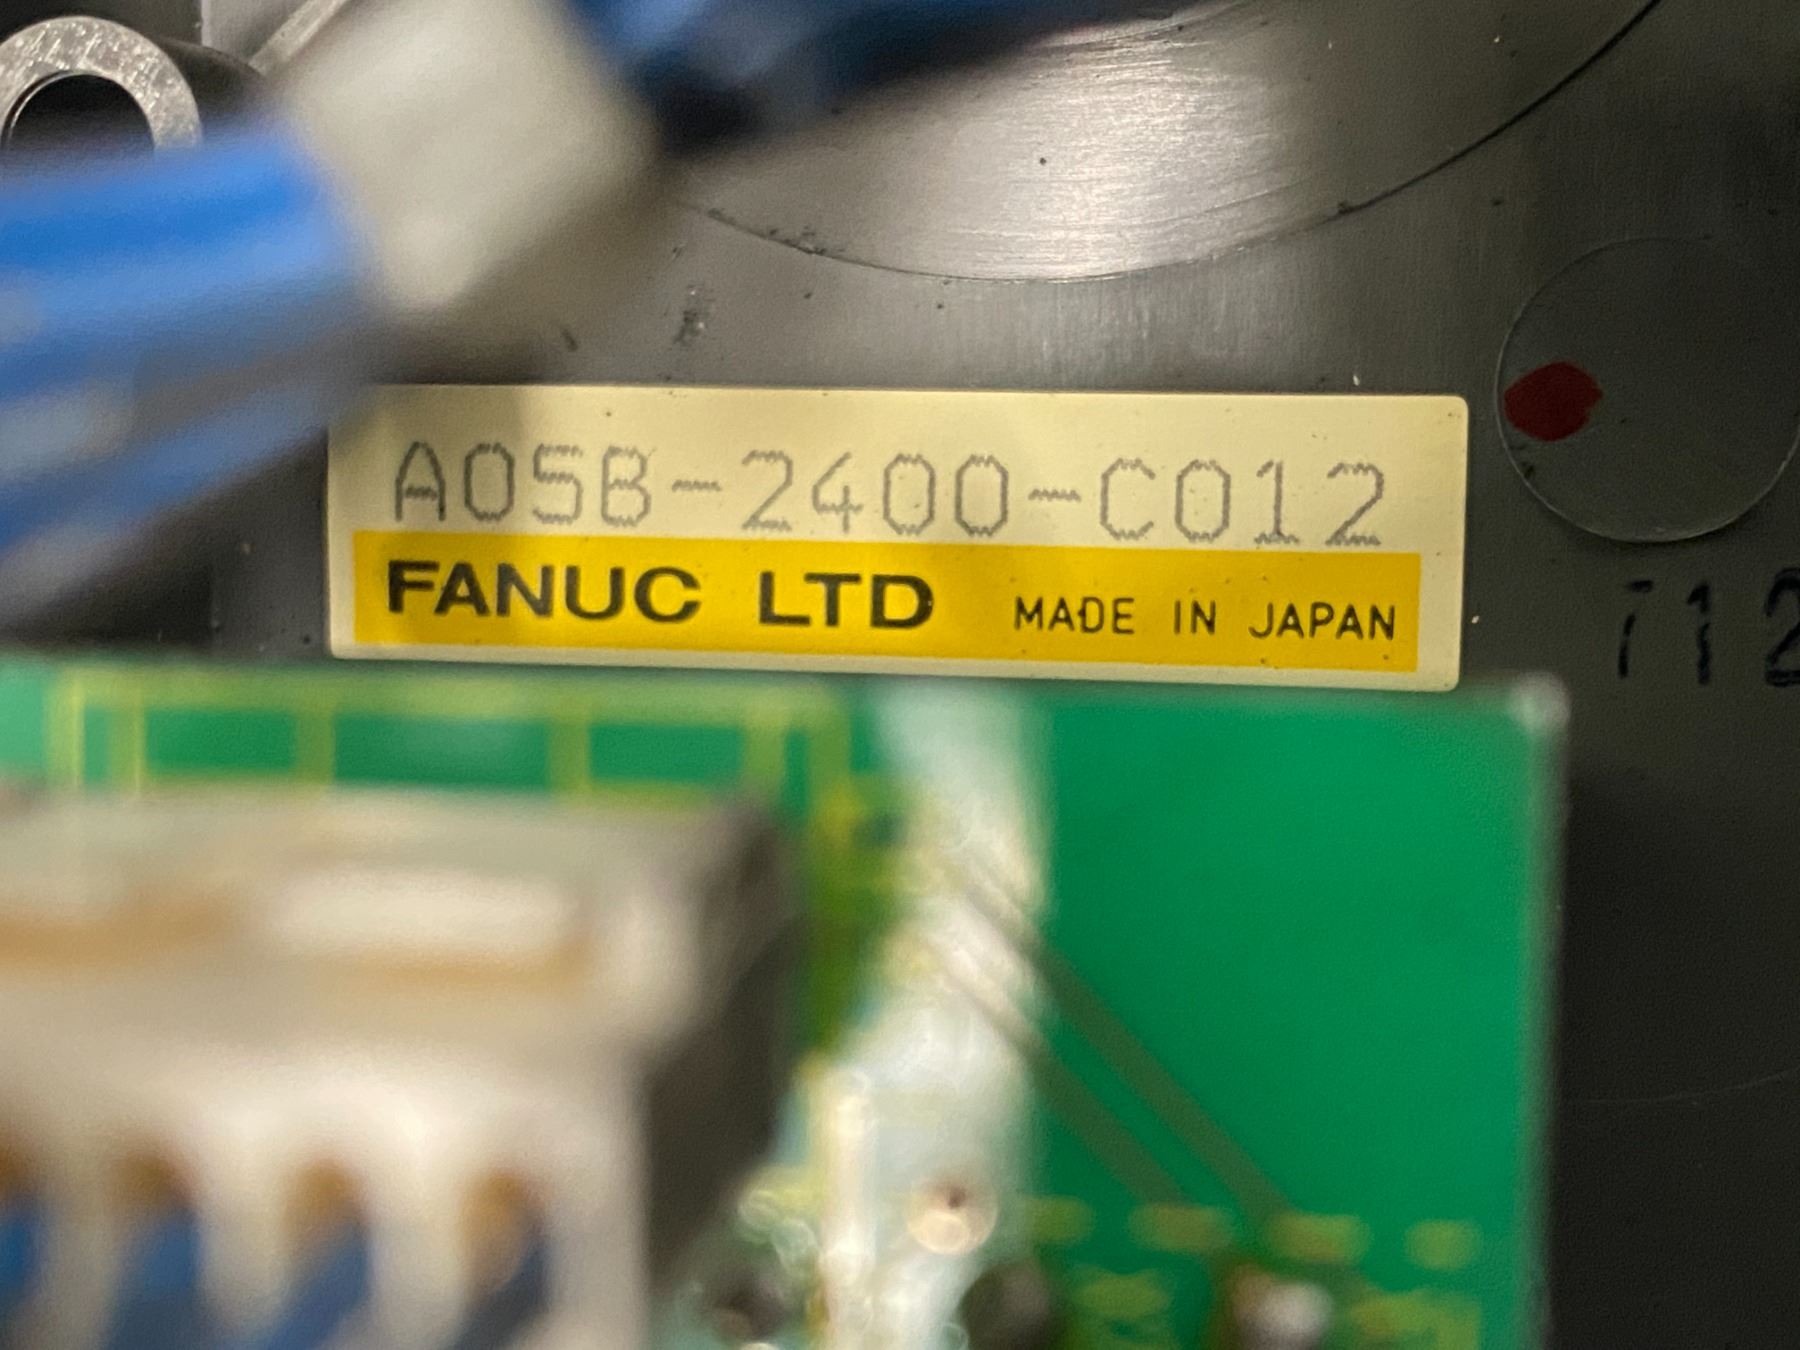 A05B-2400-C012
FANUC LTD MADE IN JAPAN
712